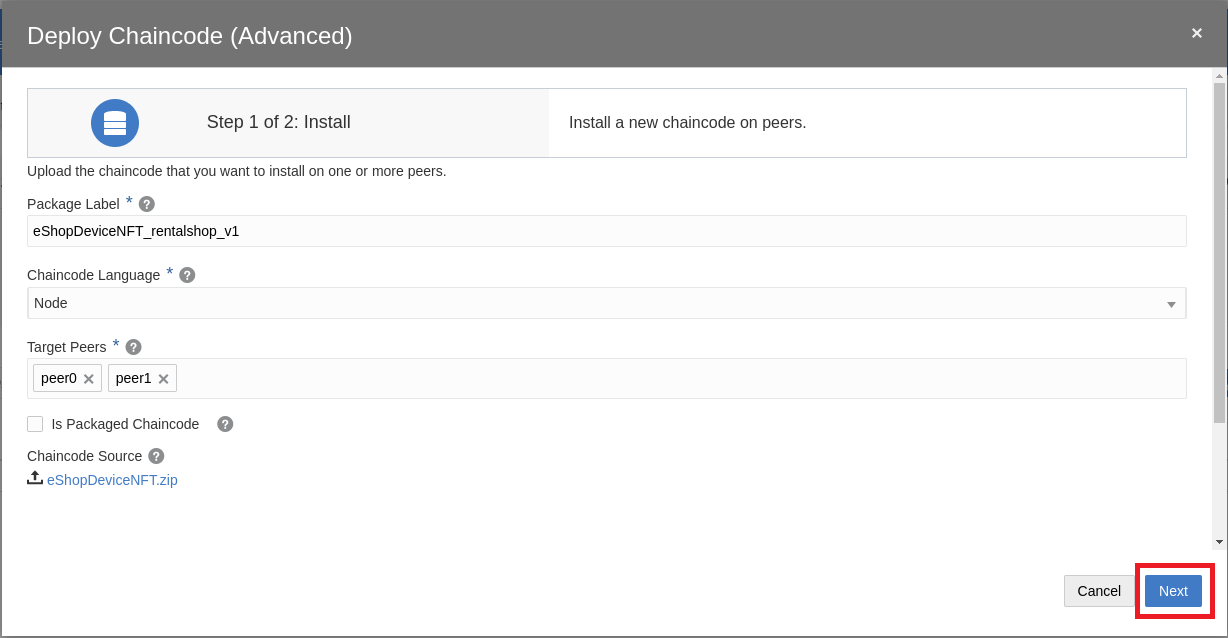 Deploy Chaincode (Advanced)
×
Step 1 of 2: Install
Install a new chaincode on peers.
Upload the chaincode that you want to install on one or more peers.
Package Label * ?
eShopDeviceNFT_rentalshop_v1
Chaincode Language * ?
Node
Target Peers * ?
peer0 × peer1 ×
Is Packaged Chaincode ?
Chaincode Source ?
eShopDeviceNFT.zip
Cancel Next